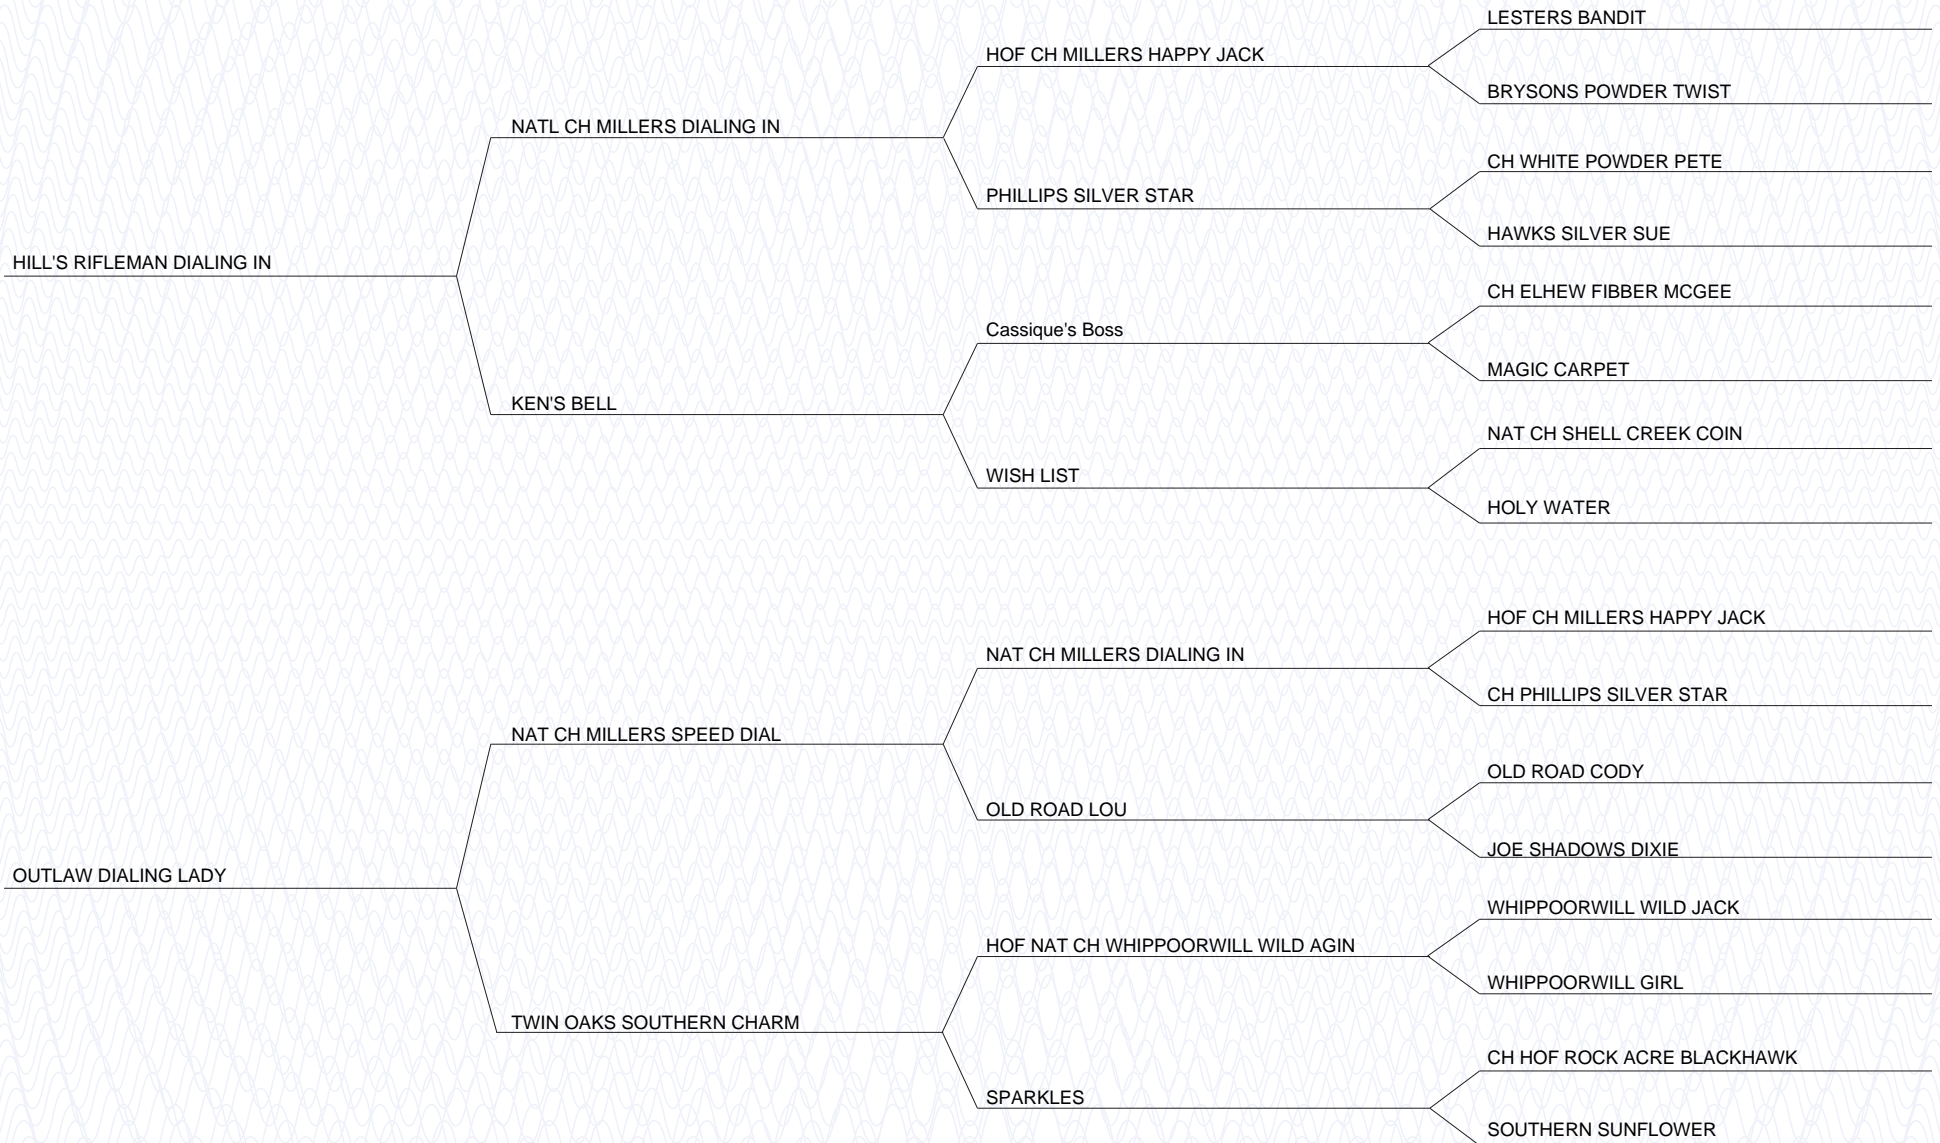 LESTERS BANDIT
HOF CH MILLERS HAPPY JACK
BRYSONS POWDER TWIST
NATL CH MILLERS DIALING IN
CH WHITE POWDER PETE
PHILLIPS SILVER STAR
HAWKS SILVER SUE
HILL'S RIFLEMAN DIALING IN
CH ELHEW FIBBER MCGEE
Cassique's Boss
MAGIC CARPET
KEN'S BELL
NAT CH SHELL CREEK COIN
WISH LIST
HOLY WATER
HOF CH MILLERS HAPPY JACK
NAT CH MILLERS DIALING IN
CH PHILLIPS SILVER STAR
NAT CH MILLERS SPEED DIAL
OLD ROAD CODY
OLD ROAD LOU
JOE SHADOWS DIXIE
OUTLAW DIALING LADY
WHIPPOORWILL WILD JACK
HOF NAT CH WHIPPOORWILL WILD AGIN
WHIPPOORWILL GIRL
TWIN OAKS SOUTHERN CHARM
CH HOF ROCK ACRE BLACKHAWK
SPARKLES
SOUTHERN SUNFLOWER